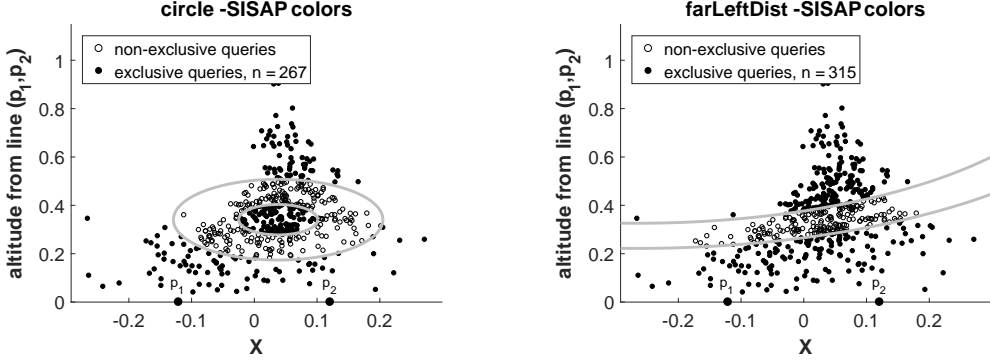 circle -SISAP colors
non-exclusive queries
exclusive queries, n = 267
altitude from line (p1,p2)
1
0.8
0.6
0.4
0.2
0
p1
p2
-0.2
-0.1
0
0.1
0.2
X
farLeftDist -SISAP colors
non-exclusive queries
exclusive queries, n = 315
altitude from line (p1,p2)
1
0.8
0.6
0.4
0.2
0
p1
p2
-0.2
-0.1
0
0.1
0.2
X